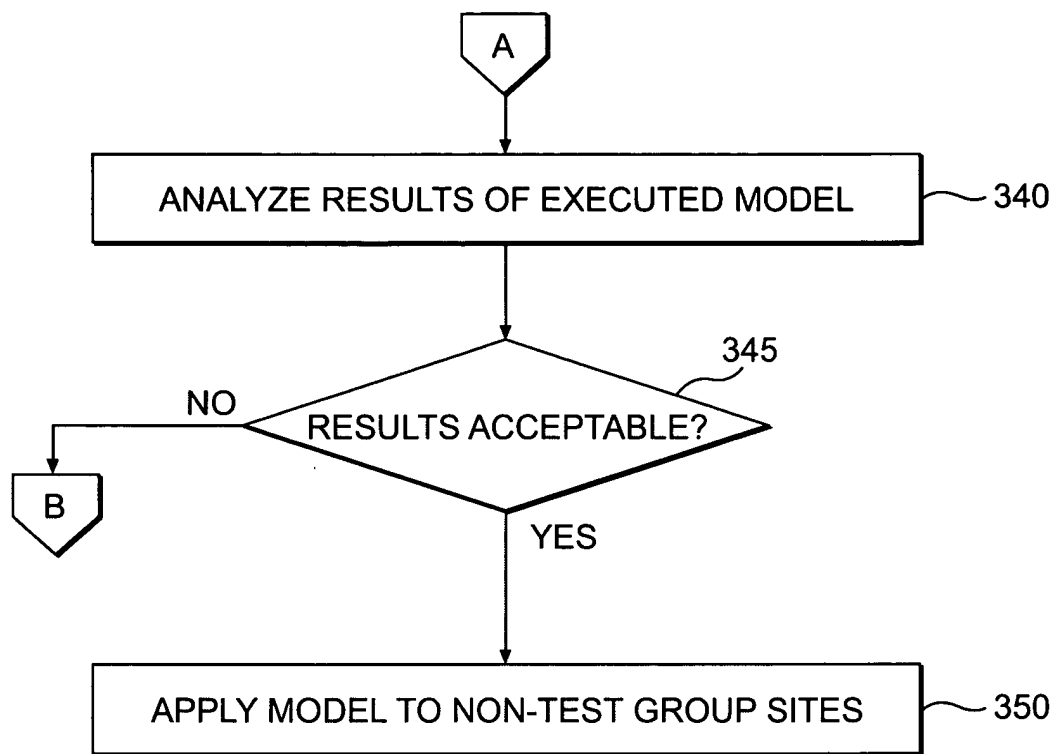 A
ANALYZE RESULTS OF EXECUTED MODEL
340
345
NO
RESULTS ACCEPTABLE?
B
YES
APPLY MODEL TO NON-TEST GROUP SITES
350